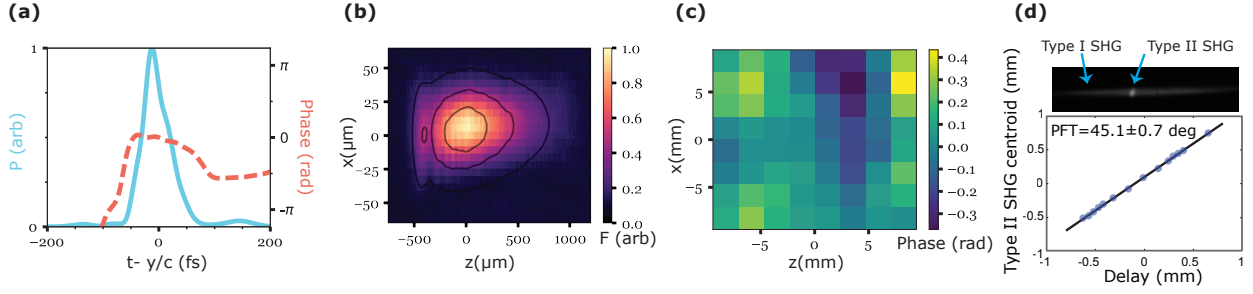 (a)
1
0
P (arb)
−200
0
200
t- y/c (fs)
π
0
−π
Phase (rad)
(b)
50
25
0
−25
−50
x(µm)
−500
0
500
1000
z(µm)
1.0
0.8
0.6
0.4
0.2
0.0
F (arb)
(c)
5
0
−5
x(mm)
−5
0
5
z(mm)
0.4
0.3
0.2
0.1
0.0
−0.1
−0.2
−0.3
Phase (rad)
(d)
Type I SHG
Type II SHG
PFT=45.1±0.7 deg
1
0.5
0
-0.5
-1
Type II SHG centroid (mm)
-1
-0.5
0
0.5
1
Delay (mm)